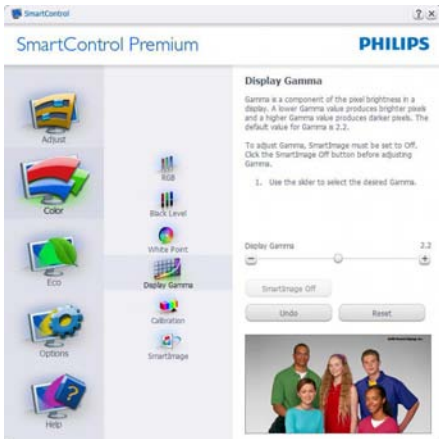 SmartControl
SmartControl Premium
PHILIPS
Adjust
Color
Eco
Options
Help
RGB
Black Level
White Point
Display Gamma
Calibration
SmartImage
Display Gamma
Gamma is a component of the pixel brightness in a
display. A lower Gamma value produces brighter pixels
and a higher Gamma value produces darker pixels. The
default value for Gamma is 2.2.
To adjust Gamma, SmartImage must be set to Off.
Click the SmartImage Off button before adjusting
Gamma.
1. Use the slider to select the desired Gamma.
Display Gamma 2.2
SmartImage Off
Undo Reset